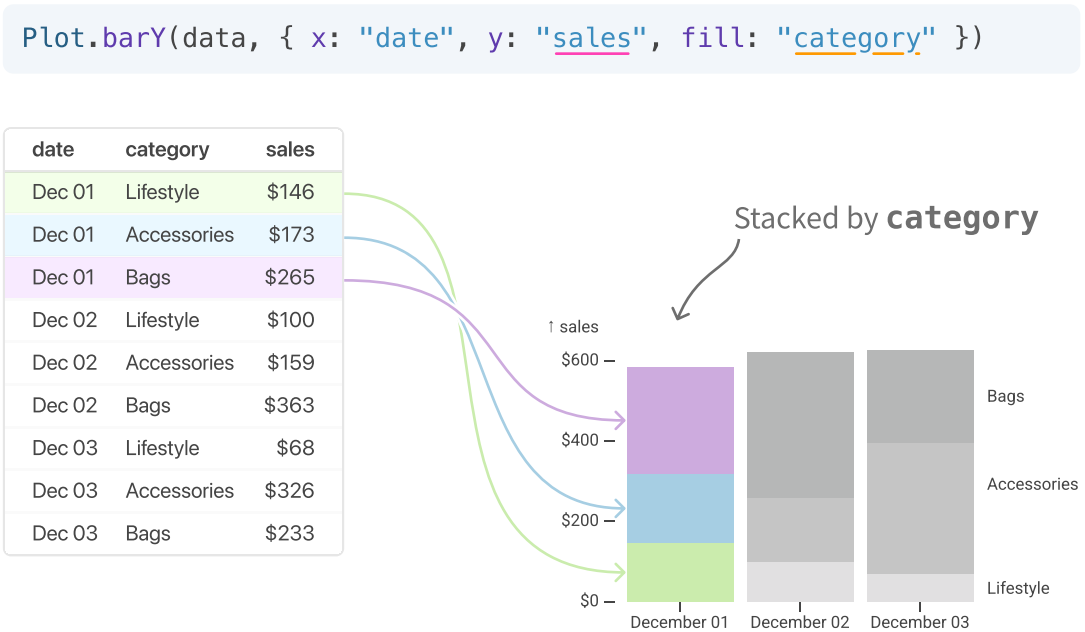 Plot.barY(data, { x: "date", y: "sales", fill: "category" })
date category sales
Dec 01 Lifestyle $146
Dec 01 Accessories $173
Dec 01 Bags $265
Dec 02 Lifestyle $100
Dec 02 Accessories $159
Dec 02 Bags $363
Dec 03 Lifestyle $68
Dec 03 Accessories $326
Dec 03 Bags $233
Stacked by category
↑ sales
$600
$400
$200
$0
Bags
Accessories
Lifestyle
December 01 December 02 December 03